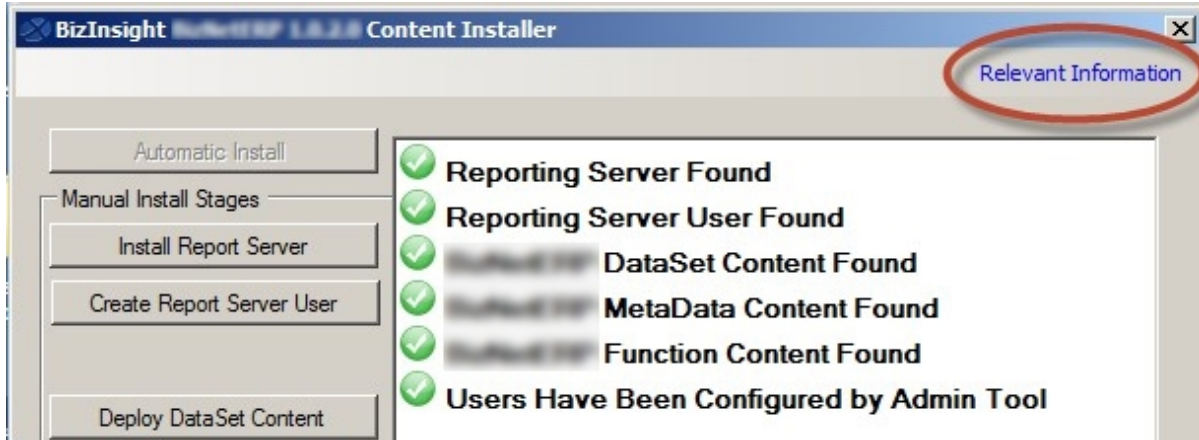 BizInsight Content Installer
Relevant Information
Automatic Install
Manual Install Stages
Install Report Server
Create Report Server User
Deploy DataSet Content
Reporting Server Found
Reporting Server User Found
DataSet Content Found
MetaData Content Found
Function Content Found
Users Have Been Configured by Admin Tool